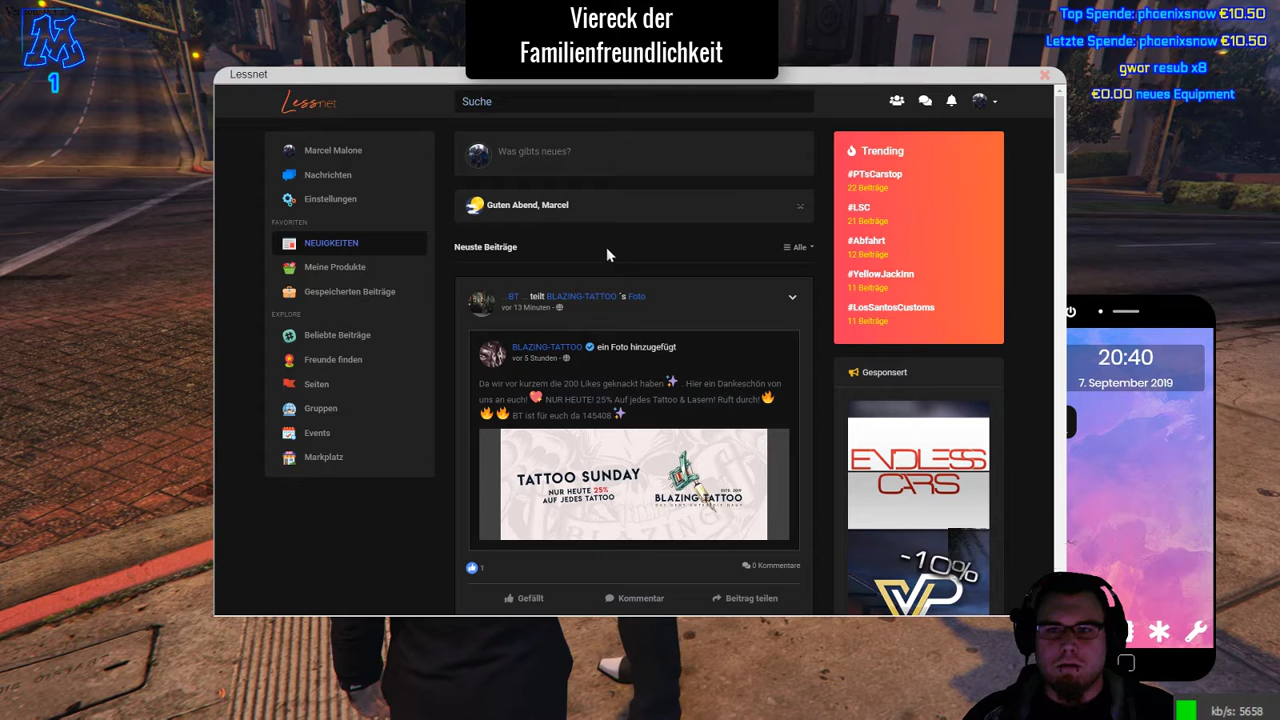 Viereck der
Familienfreundlichkeit
Top Spende: phoenixsnow €10.50
Letzte Spende: phoenixsnow €10.50
gwar resub x8
€0.00 neues Equipment
M
1
Lessnet
Lessnet
Suche
Marcel Malone
Nachrichten
Einstellungen
FAVORITEN
NEUIGKEITEN
Meine Produkte
Gespeicherten Beiträge
EXPLORE
Beliebte Beiträge
Freunde finden
Seiten
Gruppen
Events
Markplatz
Was gibts neues?
Guten Abend, Marcel
Neuste Beiträge
Alle
...BT ... teilt BLAZING-TATTOO ´s Foto
vor 13 Minuten -
BLAZING-TATTOO ein Foto hinzugefügt
vor 5 Stunden -
Da wir vor kurzem die 200 Likes geknackt haben ✨ . Hier ein Dankeschön von
uns an euch! 💖 NUR HEUTE! 25% Auf jedes Tattoo & Lasern! Ruft durch! 🔥
🔥🔥 BT ist für euch da 145408 ✨
TATTOO SUNDAY
NUR HEUTE 25%
AUF JEDES TATTOO
BLAZING TATTOO
1
0 Kommentare
Gefällt
Kommentar
Beitrag teilen
Trending
#PTsCarstop
22 Beiträge
#LSC
21 Beiträge
#Abfahrt
12 Beiträge
#YellowJackInn
11 Beiträge
#LosSantosCustoms
11 Beiträge
Gesponsert
ENDLESS
CARS
-10%
VP
20:40
7. September 2019
kb/s: 5658